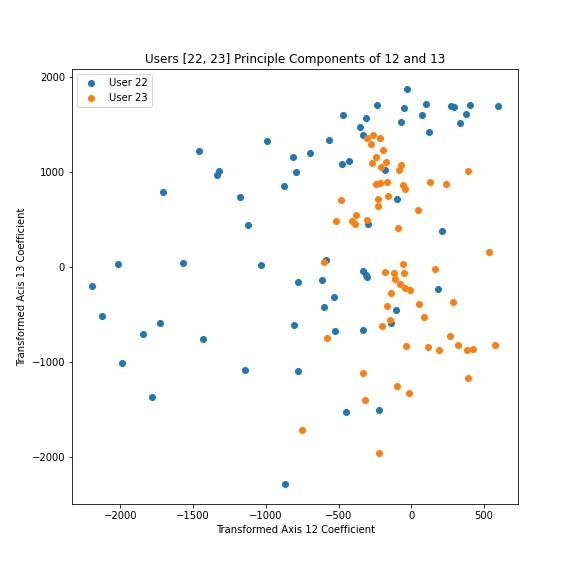 Users [22, 23] Principle Components of 12 and 13
User 22
User 23
2000
1000
0
−1000
−2000
Transformed Acis 13 Coefficient
−2000 −1500 −1000 −500 0 500
Transformed Axis 12 Coefficient